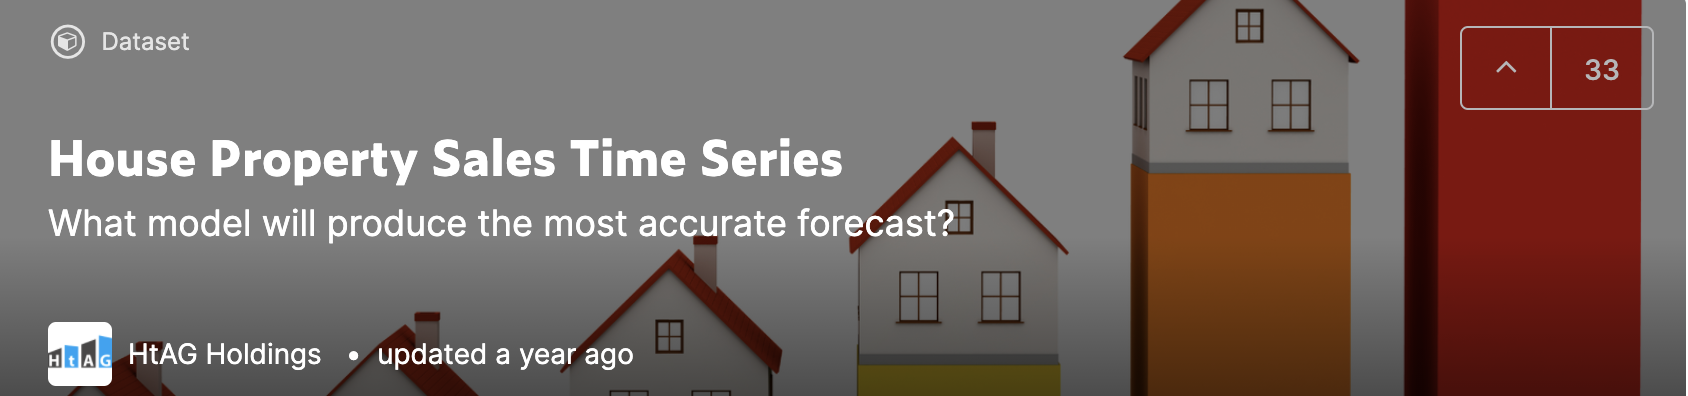 Dataset
33
House Property Sales Time Series
What model will produce the most accurate forecast?
HtAG
HtAG Holdings • updated a year ago